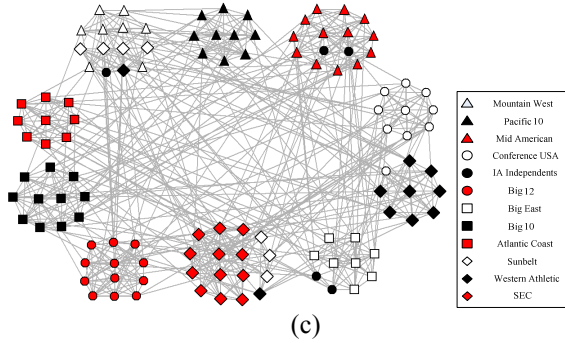 Mountain West
Pacific 10
Mid American
Conference USA
IA Independents
Big 12
Big East
Big 10
Atlantic Coast
Sunbelt
Western Athletic
SEC
(c)